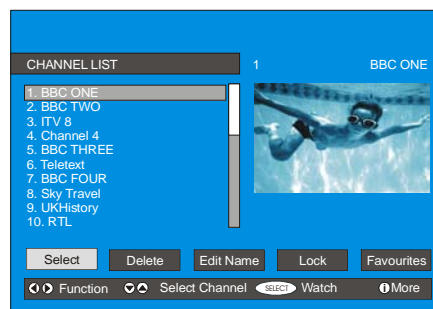 CHANNEL LIST
1 BBC ONE
1. BBC ONE
2. BBC TWO
3. ITV 8
4. Channel 4
5. BBC THREE
6. Teletext
7. BBC FOUR
8. Sky Travel
9. UKHistory
10. RTL
Select Delete Edit Name Lock Favourites
Function Select Channel SELECT Watch i More